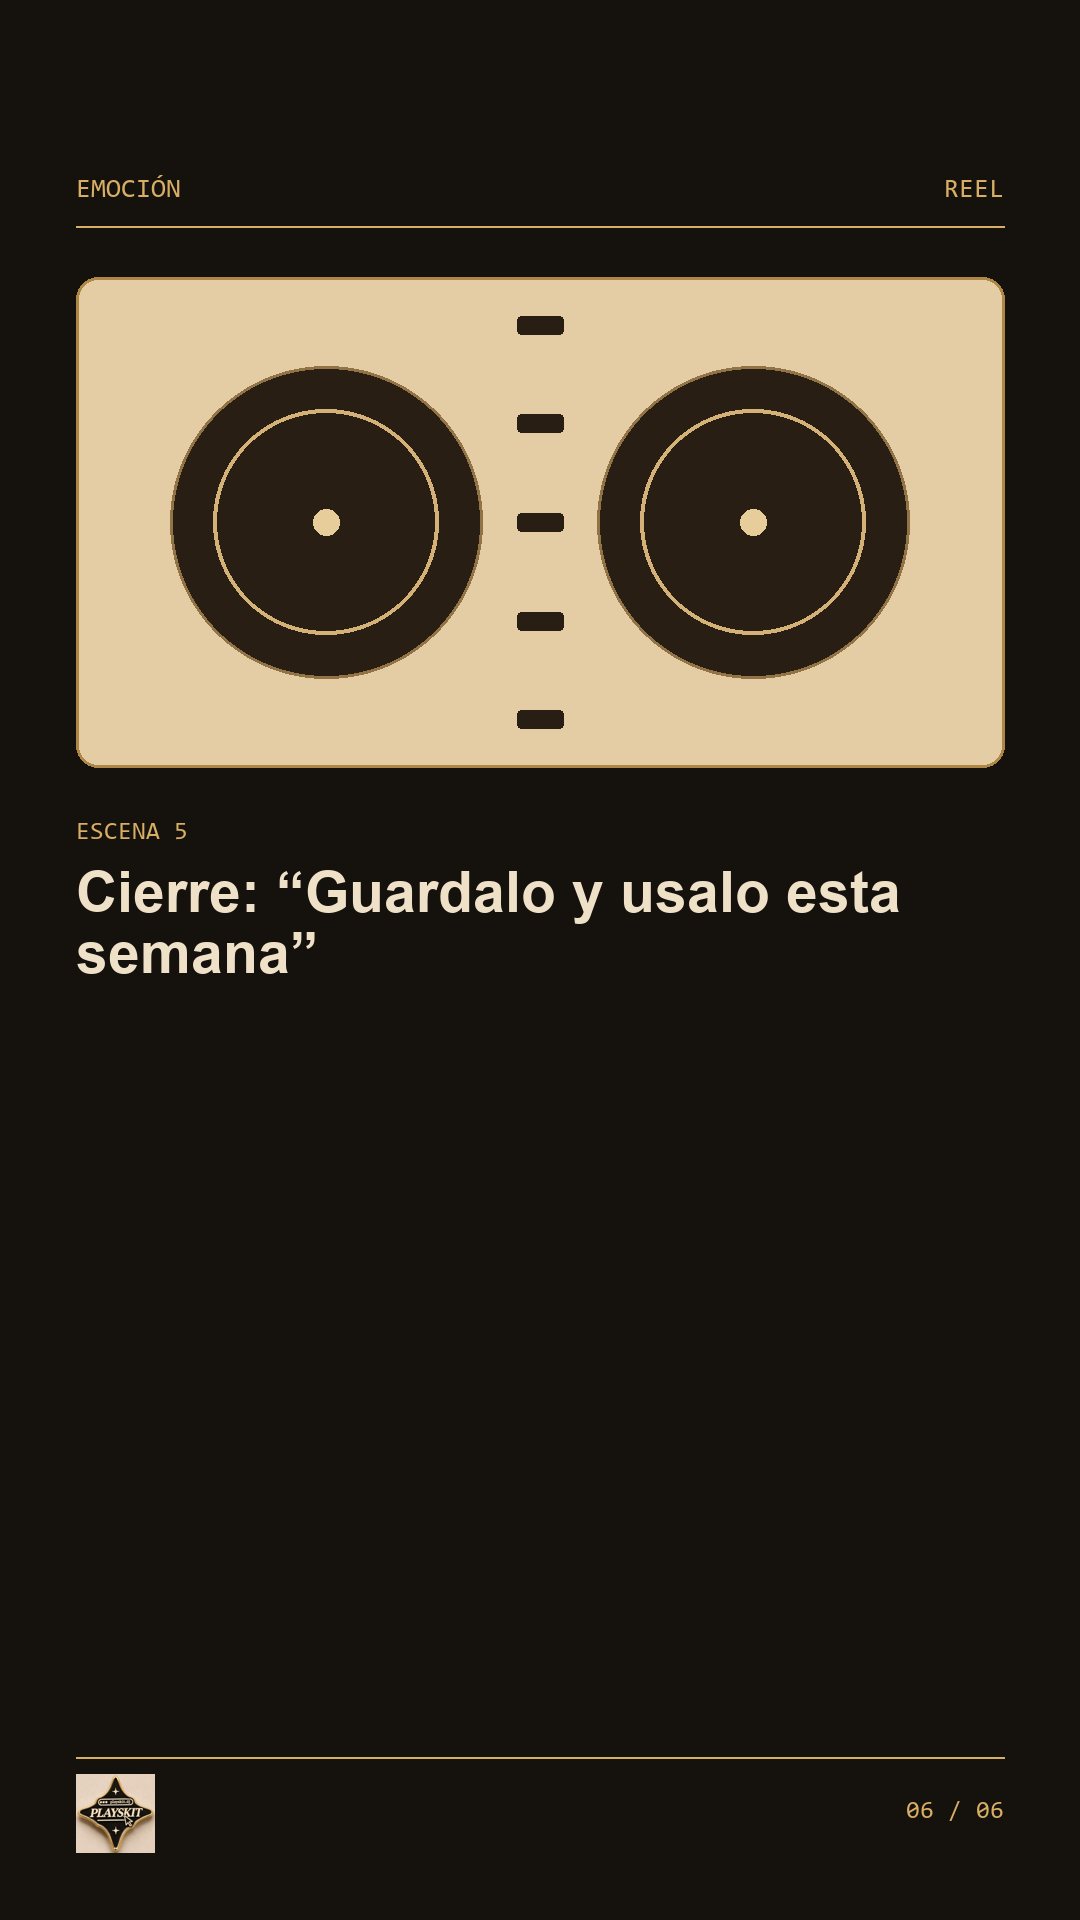 EMOCIÓN
REEL
ESCENA 5
Cierre: “Guardalo y usalo esta
semana”
PLAYSKIT
06 / 06